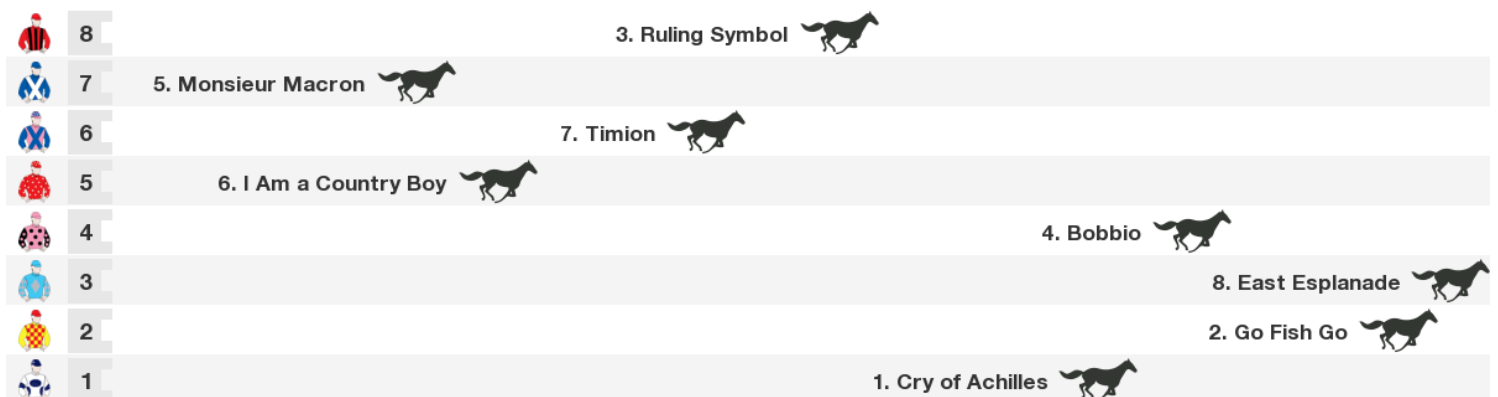 8 3. Ruling Symbol
7 5. Monsieur Macron
6 7. Timion
5 6. I Am a Country Boy
4 4. Bobbio
3 8. East Esplanade
2 2. Go Fish Go
1 1. Cry of Achilles